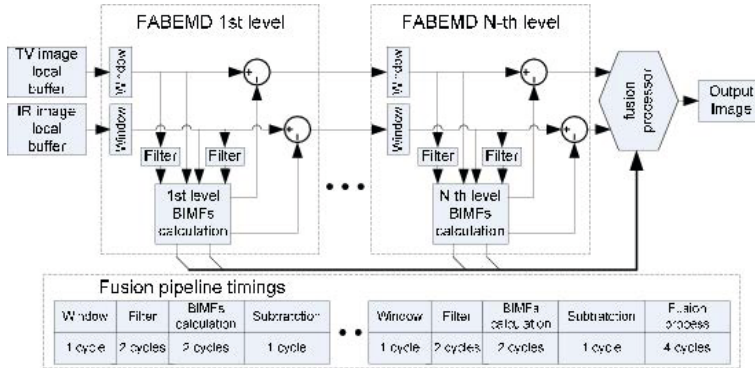 FABEMD 1st level
FABEMD N-th level
TV image
local
buffer
Window
+
-
Window
+
-
fusion
processor
Output
Image
IR image
local
buffer
Window
+
-
Window
+
-
Filter
Filter
Filter
Filter
1st level
BIMFs
calculation
• • •
N-th level
BIMFs
calculation
Fusion pipeline timings
Window Filter BIMFs calculation Subtratction • • Window Filter BIMFs calculation Subtratction Fusion process
1 cycle 2 cycles 2 cycles 1 cycle 1 cycle 2 cycles 2 cycles 1 cycle 4 cycles